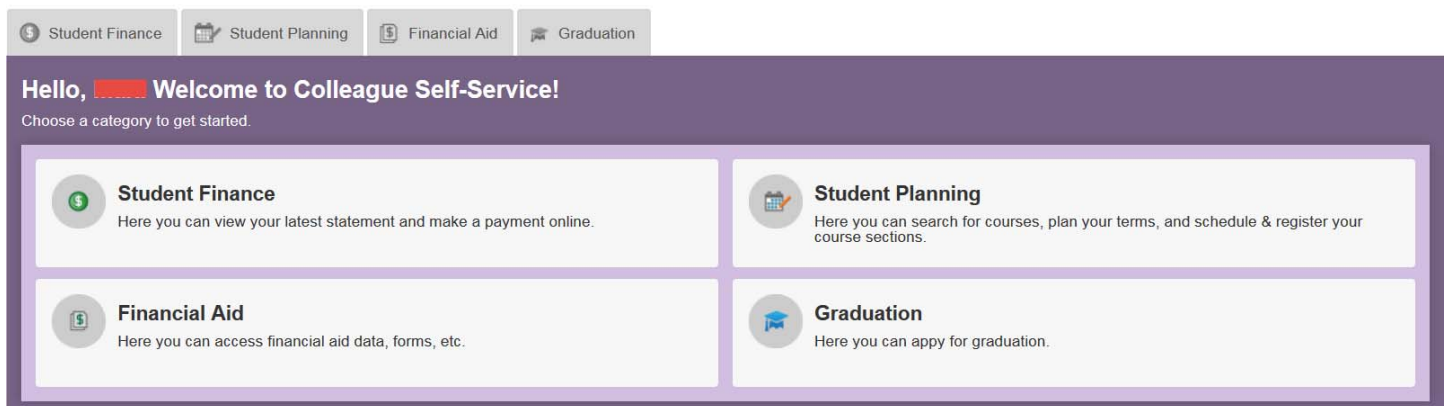 Student Finance Student Planning Financial Aid Graduation
Hello, Welcome to Colleague Self-Service!
Choose a category to get started.
Student Finance
Here you can view your latest statement and make a payment online.
Student Planning
Here you can search for courses, plan your terms, and schedule & register your
course sections.
Financial Aid
Here you can access financial aid data, forms, etc.
Graduation
Here you can appy for graduation.